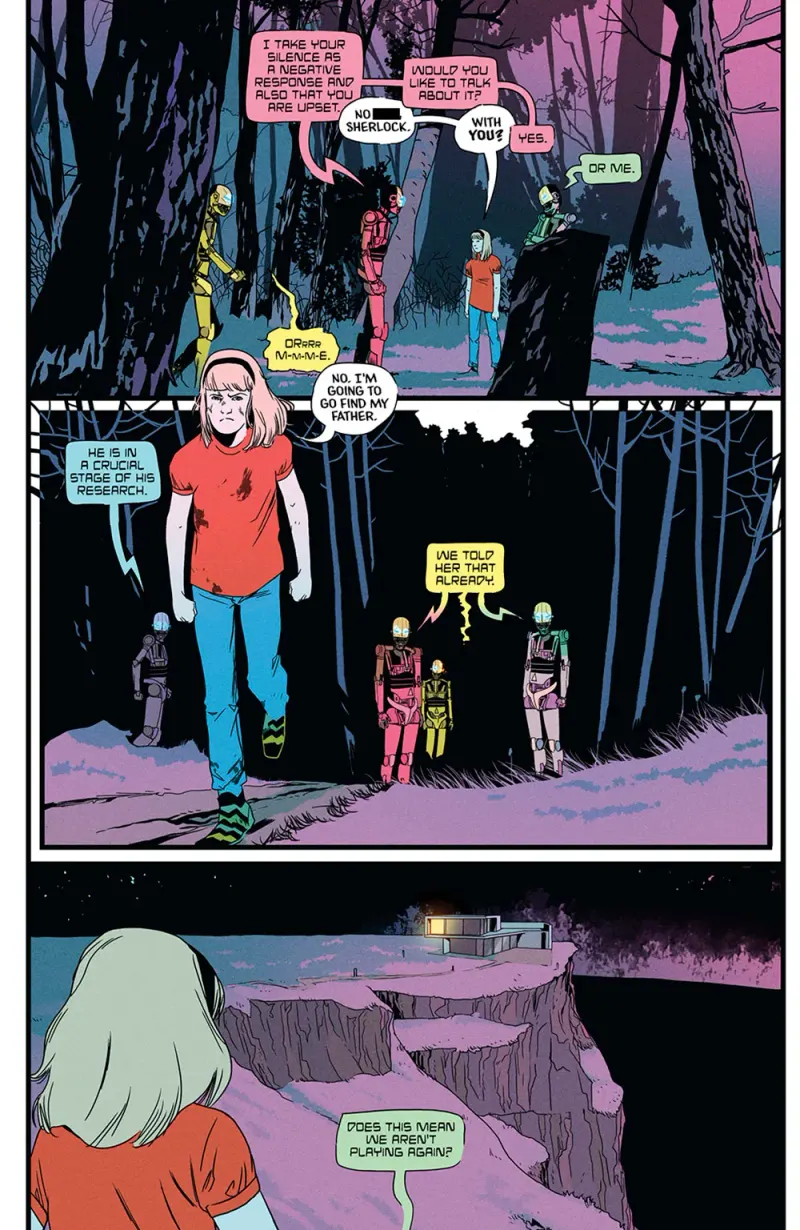 I TAKE YOUR
SILENCE AS
A NEGATIVE
RESPONSE AND
ALSO THAT YOU
ARE UPSET.
WOULD YOU
LIKE TO TALK
ABOUT IT?
NO
SHERLOCK.
WITH
YOU?
YES.
OR ME.
ORRRR
M-M-M-E.
NO. I'M
GOING TO
GO FIND MY
FATHER.
HE IS IN
A CRUCIAL
STAGE OF HIS
RESEARCH.
WE TOLD
HER THAT
ALREADY.
DOES THIS MEAN
WE AREN'T
PLAYING AGAIN?